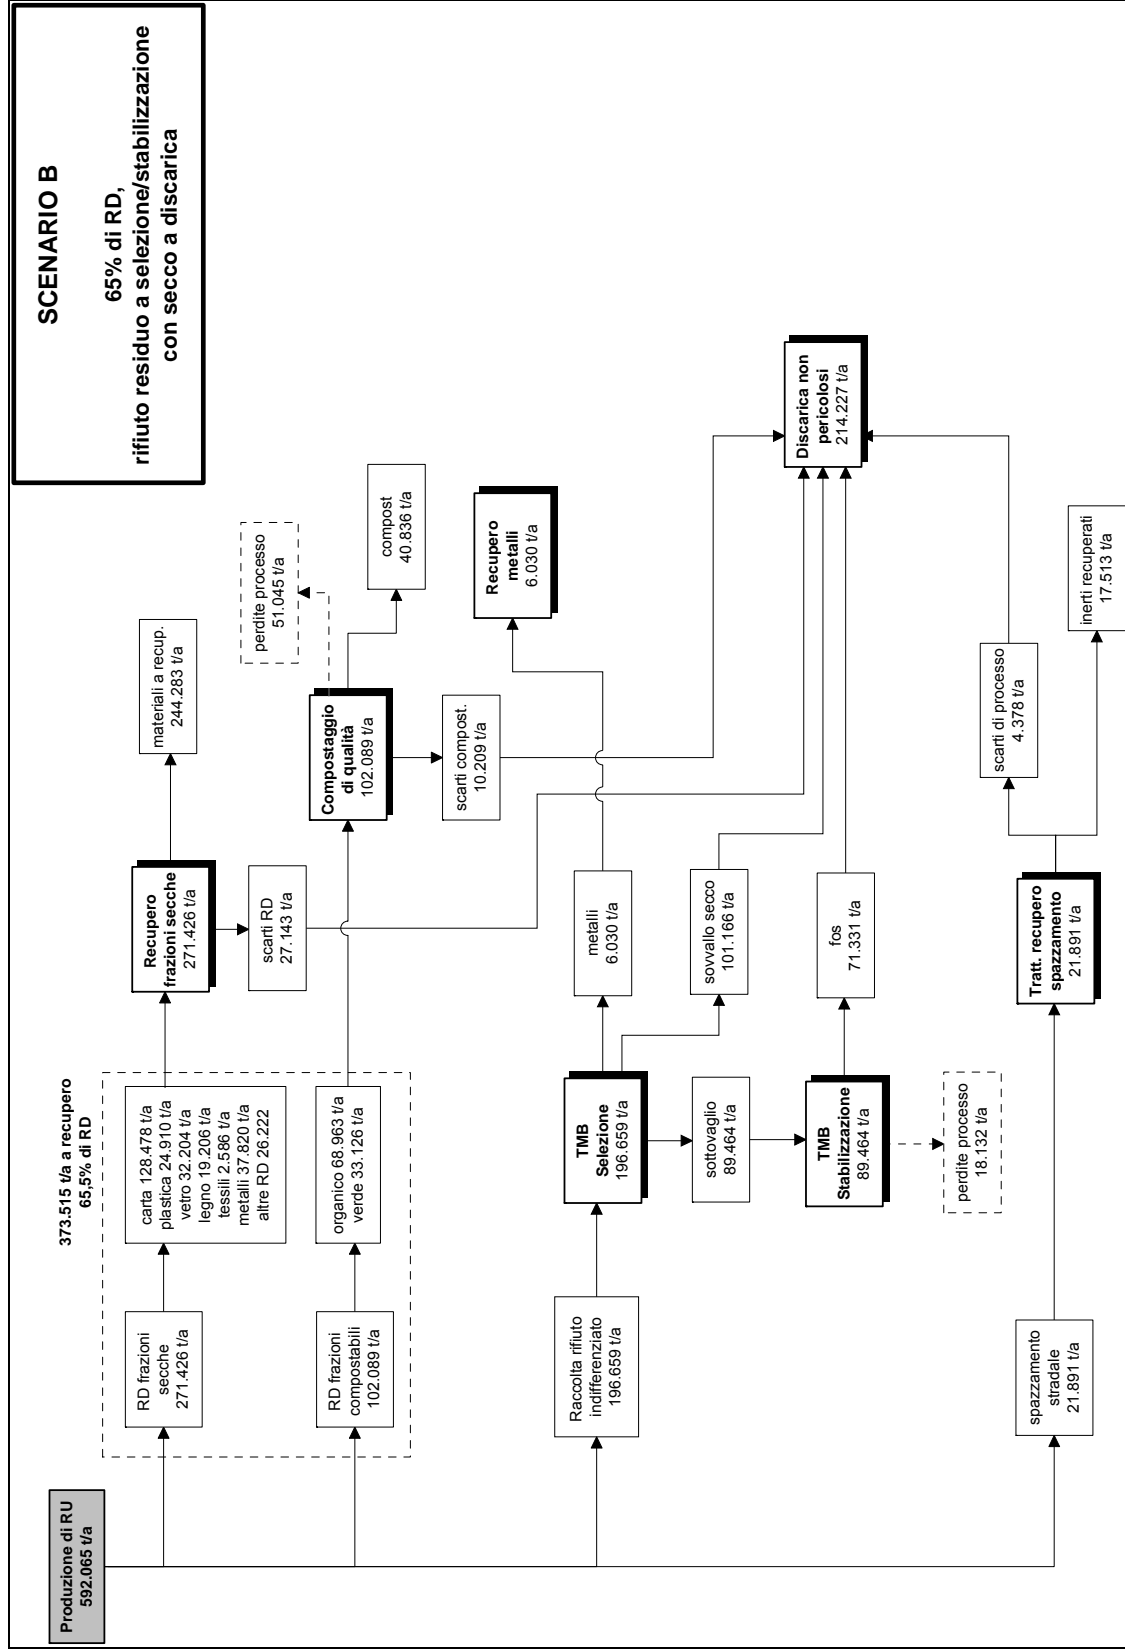 SCENARIO B
65% di RD,
rifiuto residuo a selezione/stabilizzazione
con secco a discarica
Produzione di RU
592.065 t/a
373.515 t/a a recupero
65,5% di RD
RD frazioni
secche
271.426 t/a
carta 128.478 t/a
plastica 24.910 t/a
vetro 32.204 t/a
legno 19.206 t/a
tessili 2.586 t/a
metalli 37.820 t/a
altre RD 26.222
Recupero
frazioni secche
271.426 t/a
materiali a recup.
244.283 t/a
scarti RD
27.143 t/a
RD frazioni
compostabili
102.089 t/a
organico 68.963 t/a
verde 33.126 t/a
Compostaggio
di qualità
102.089 t/a
perdite processo
51.045 t/a
compost
40.836 t/a
scarti compost.
10.209 t/a
Raccolta rifiuto
indifferenziato
196.659 t/a
TMB
Selezione
196.659 t/a
metalli
6.030 t/a
Recupero
metalli
6.030 t/a
sovvallo secco
101.166 t/a
sottovaglio
89.464 t/a
TMB
Stabilizzazione
89.464 t/a
fos
71.331 t/a
perdite processo
18.132 t/a
Discarica non
pericolosi
214.227 t/a
spazzamento
stradale
21.891 t/a
Tratt. recupero
spazzamento
21.891 t/a
scarti di processo
4.378 t/a
inerti recuperati
17.513 t/a